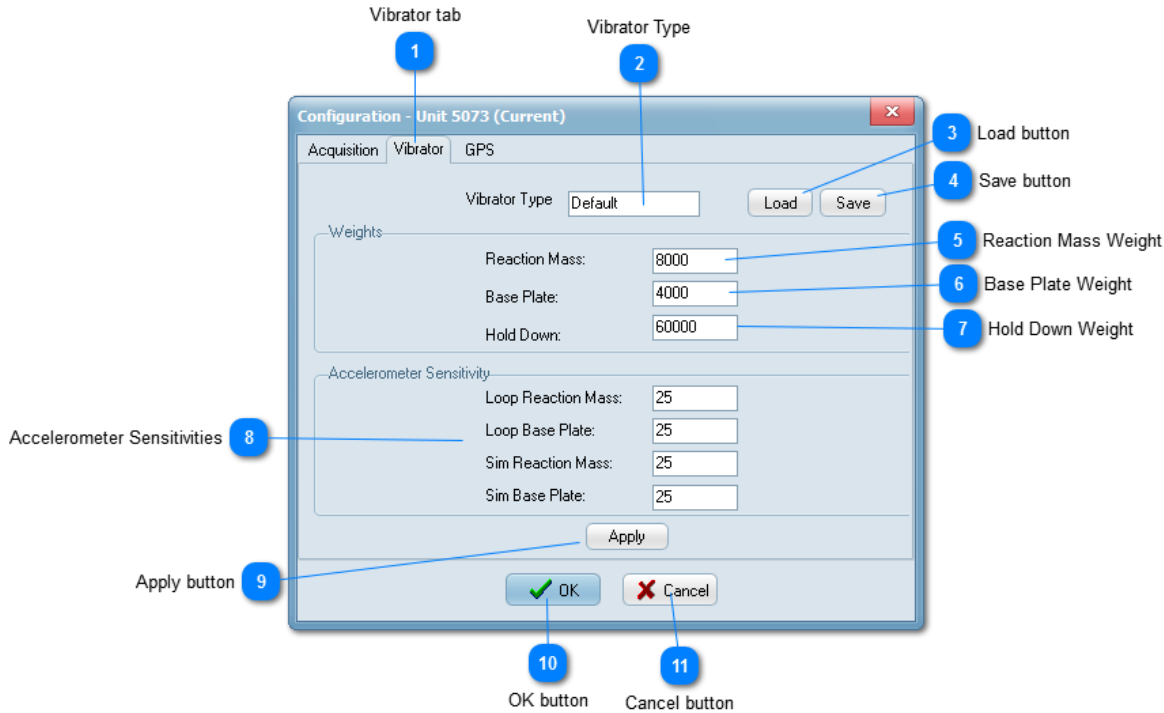 Vibrator tab
1
Vibrator Type
2
Configuration - Unit 5073 (Current)
3 Load button
Acquisition Vibrator GPS
4 Save button
Vibrator Type Default Load Save
Weights
5 Reaction Mass Weight
Reaction Mass: 8000
6 Base Plate Weight
Base Plate: 4000
7 Hold Down Weight
Hold Down: 60000
Accelerometer Sensitivity
Loop Reaction Mass: 25
Accelerometer Sensitivities 8
Loop Base Plate: 25
Sim Reaction Mass: 25
Sim Base Plate: 25
Apply
Apply button 9
OK Cancel
10 11
OK button Cancel button